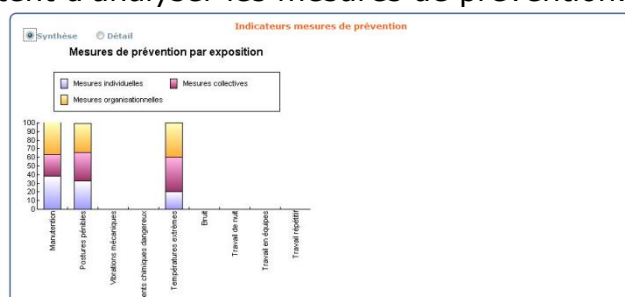 tent d'analyser les mesures de prévention.
Indicateurs mesures de prévention
Synthèse Détail
Mesures de prévention par exposition
Mesures individuelles Mesures collectives
Mesures organisationnelles
100
90
80
70
60
50
40
30
20
10
0
Manutention
Postures pénibles
Vibrations mécaniques
ents chimiques dangereux
Températures extrêmes
Bruit
Travail de nuit
Travail en équipes
Travail répétitif